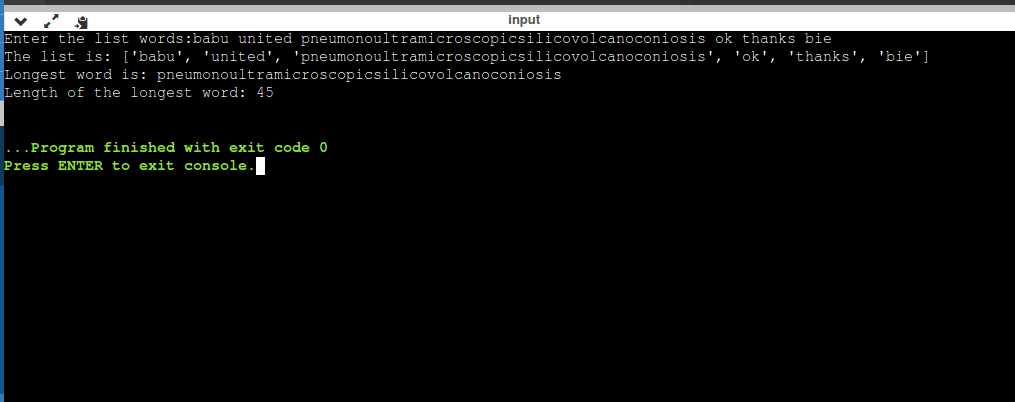 input
Enter the list words:babu united pneumonoultramicroscopicsilicovolcanoconiosis ok thanks bie
The list is: ['babu', 'united', 'pneumonoultramicroscopicsilicovolcanoconiosis', 'ok', 'thanks', 'bie']
Longest word is: pneumonoultramicroscopicsilicovolcanoconiosis
Length of the longest word: 45
...Program finished with exit code 0
Press ENTER to exit console.